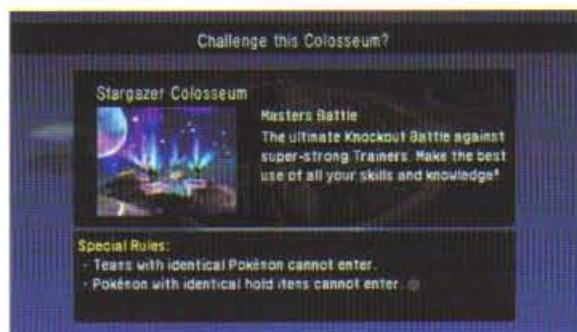 Challenge this Colosseum?
Stargazer Colosseum
Masters Battle
The ultimate Knockout Battle against
super-strong Trainers. Make the best
use of all your skills and knowledge!
Special Rules:
- Teams with identical Pokémon cannot enter.
- Pokémon with identical hold items cannot enter.